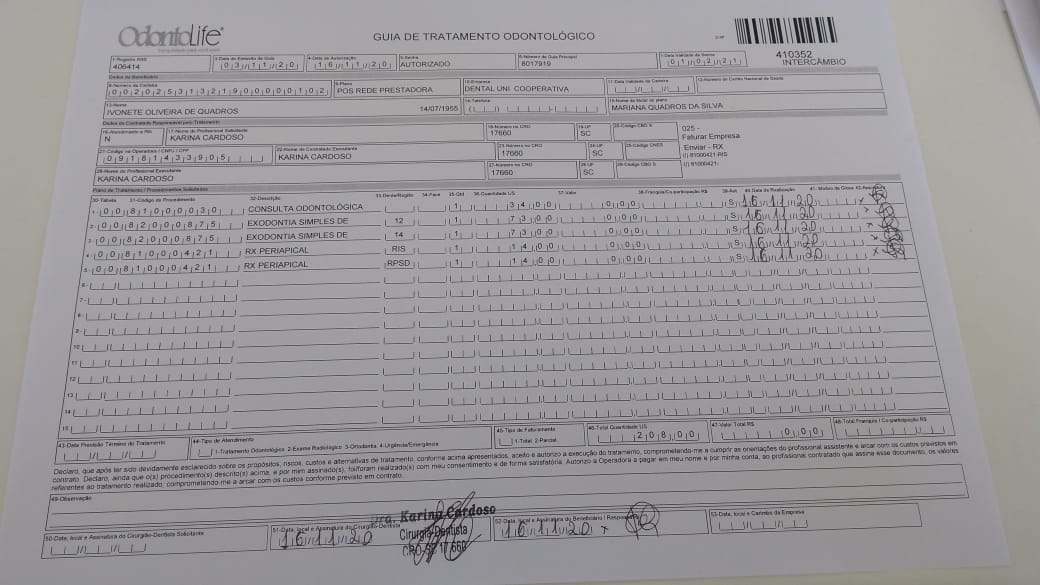 OdontoLife
GUIA DE TRATAMENTO ODONTOLÓGICO
2-Nº
410352
INTERCÂMBIO
1-Registro ANS
406414
3-Data de Emissão da Guia
03/11/20
4-Data de Autorização
16/11/20
5-Senha
AUTORIZADO
6-Número da Guia Principal
8017919
7-Data Validade da Senha
01/02/21
Dados do Beneficiário
8-Número da Carteira
00202531321900000102
9-Plano
POS REDE PRESTADORA
10-Empresa
DENTAL UNI COOPERATIVA
11-Data Validade da Carteira
12-Número do Cartão Nacional de Saúde
13-Nome
IVONETE OLIVEIRA DE QUADROS 14/07/1955
14-Telefone
15-Nome do titular do plano
MARIANA QUADROS DA SILVA
Dados do Contratado Responsável pelo Tratamento
16-Atendimento a RN
N
17-Nome do Profissional Solicitante
KARINA CARDOSO
18-Número no CRO
17660
19-UF
SC
20-Código CBO S
025 -
Faturar Empresa
Enviar - RX
(/) 81000421-RIS
(/) 81000421-
21-Código na Operadora / CNPJ / CPF
09181433905
22-Nome do Contratado Executante
KARINA CARDOSO
23-Número no CRO
17660
24-UF
SC
25-Código CNES
26-Nome do Profissional Executante
KARINA CARDOSO
27-Número no CRO
17660
28-UF
SC
29-Código CBO S
Plano de Tratamento / Procedimentos Solicitados
30-Tabela 31-Código do Procedimento 32-Descrição 33-Dente/Região 34-Face 35-Qtd 36-Quantidade US 37-Valor 38-Franquia/Co-participação R$ 39-Aut 40-Data de Realização 41- Motivo da Glosa 42-Assinatura
1- 00 81000030 CONSULTA ODONTOLÓGICA 1 34,00 0,00 S 16/11/20 x
2- 00 82000875 EXODONTIA SIMPLES DE 12 1 73,00 0,00 S 16/11/20 x
3- 00 82000875 EXODONTIA SIMPLES DE 14 1 73,00 0,00 S 16/11/20 x
4- 00 81000421 RX PERIAPICAL RIS 1 14,00 0,00 S 16/11/20 x
5- 00 81000421 RX PERIAPICAL RPSD 1 14,00 0,00 S 16/11/20 x
6-
7-
8-
9-
10
11
12
13
14
15
43-Data Previsão Término do Tratamento
44-Tipo de Atendimento
1-Tratamento Odontológico 2-Exame Radiológico 3-Ortodontia 4-Urgência/Emergência
45-Tipo de Faturamento
1-Total 2-Parcial
46-Total Quantidade US
208,00
47-Valor Total R$
0,00
48-Total Franquia / Co-participação R$
Declaro, que após ter sido devidamente esclarecido sobre os propósitos, riscos, custos e alternativas de tratamento, conforme acima apresentados, aceito e autorizo a execução do tratamento, comprometendo-me a cumprir as orientações do profissional assistente e arcar com os custos previstos em
contrato. Declaro, ainda que o(s) procedimento(s) descrito(s) acima, e por mim assinado(s), foi/foram realizado(s) com meu consentimento e de forma satisfatória. Autorizo a Operadora a pagar em meu nome e por minha conta, ao profissional contratado que assina esse documento, os valores
referentes ao tratamento realizado, comprometendo-me a arcar com os custos conforme previsto em contrato.
49-Observação
50-Data, local e Assinatura do Cirurgião-Dentista Solicitante
51-Data, local e Assinatura do Cirurgião-Dentista
16/11/20
Dra. Karina Cardoso
Cirurgiã-Dentista
CRO-SC 17.660
52-Data, local e Assinatura do Beneficiário / Responsável
16/11/20 x
53-Data, local e Carimbo da Empresa